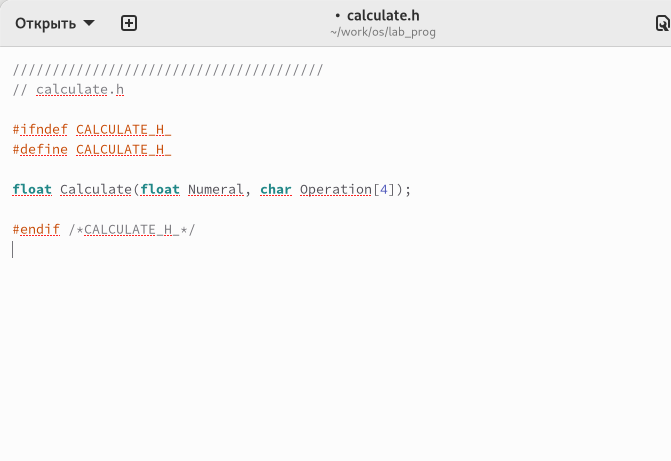 Открыть
• calculate.h
~/work/os/lab_prog
///////////////////////////////////////
// calculate.h
#ifndef CALCULATE_H_
#define CALCULATE_H_
float Calculate(float Numeral, char Operation[4]);
#endif /*CALCULATE_H_*/